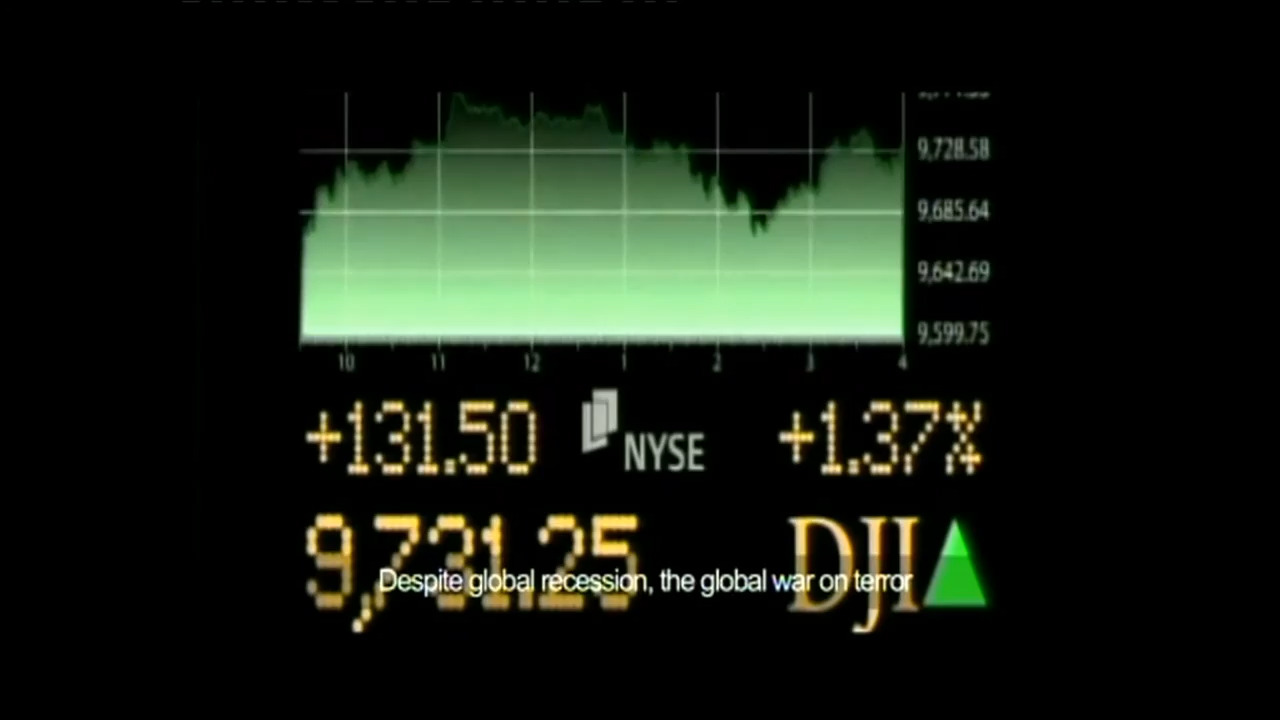 9,728.58
9,685.64
9,642.69
9,599.75
10 11 12 1 2 3 4
+131.50 NYSE +1.37%
9,731.25 DJI
Despite global recession, the global war on terror